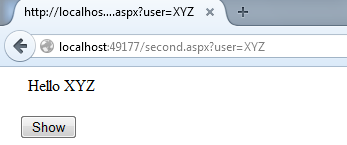 http://localhos....aspx?user=XYZ
localhost:49177/second.aspx?user=XYZ
Hello XYZ
Show